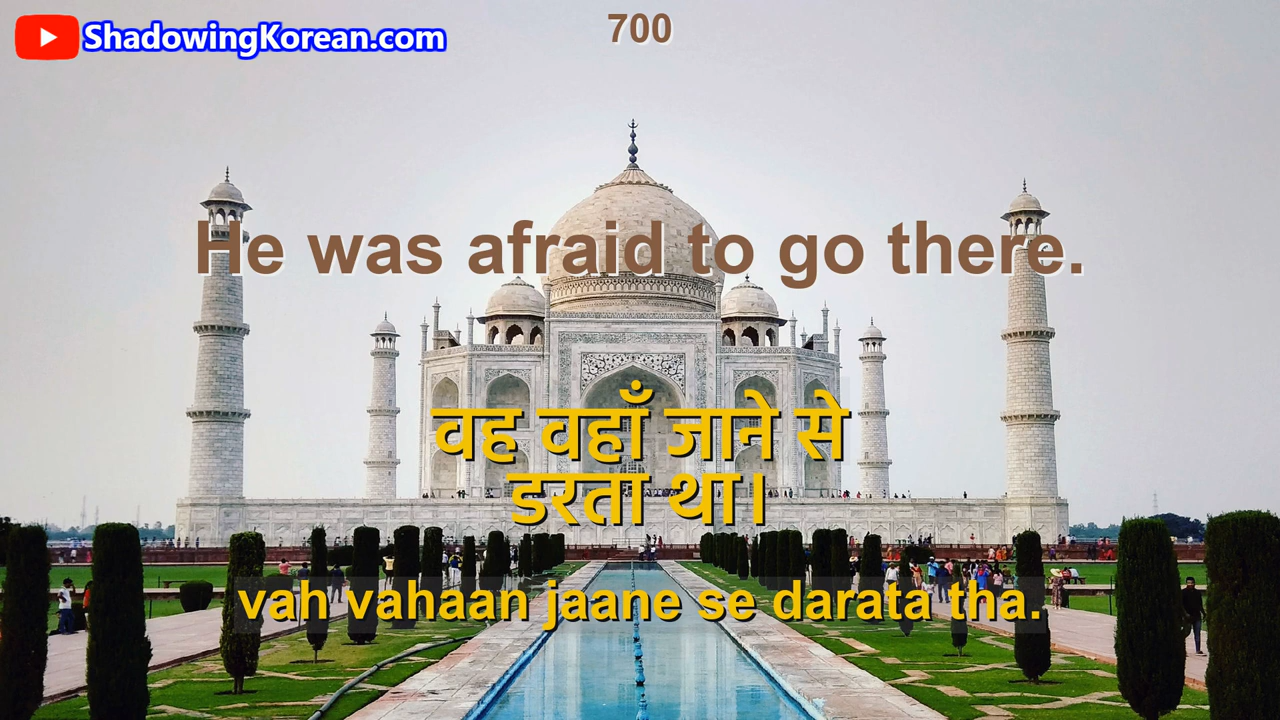 ShadowingKorean.com
700
He was afraid to go there.
वह वहाँ जाने से
डरता था।
vah vahaan jaane se darata tha.